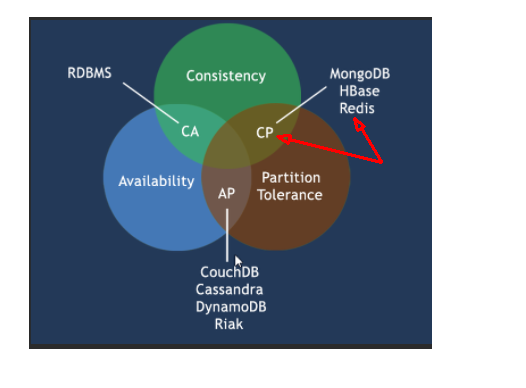 RDBMS
Consistency
MongoDB
HBase
Redis
CA
CP
Availability
Partition
Tolerance
AP
CouchDB
Cassandra
DynamoDB
Riak